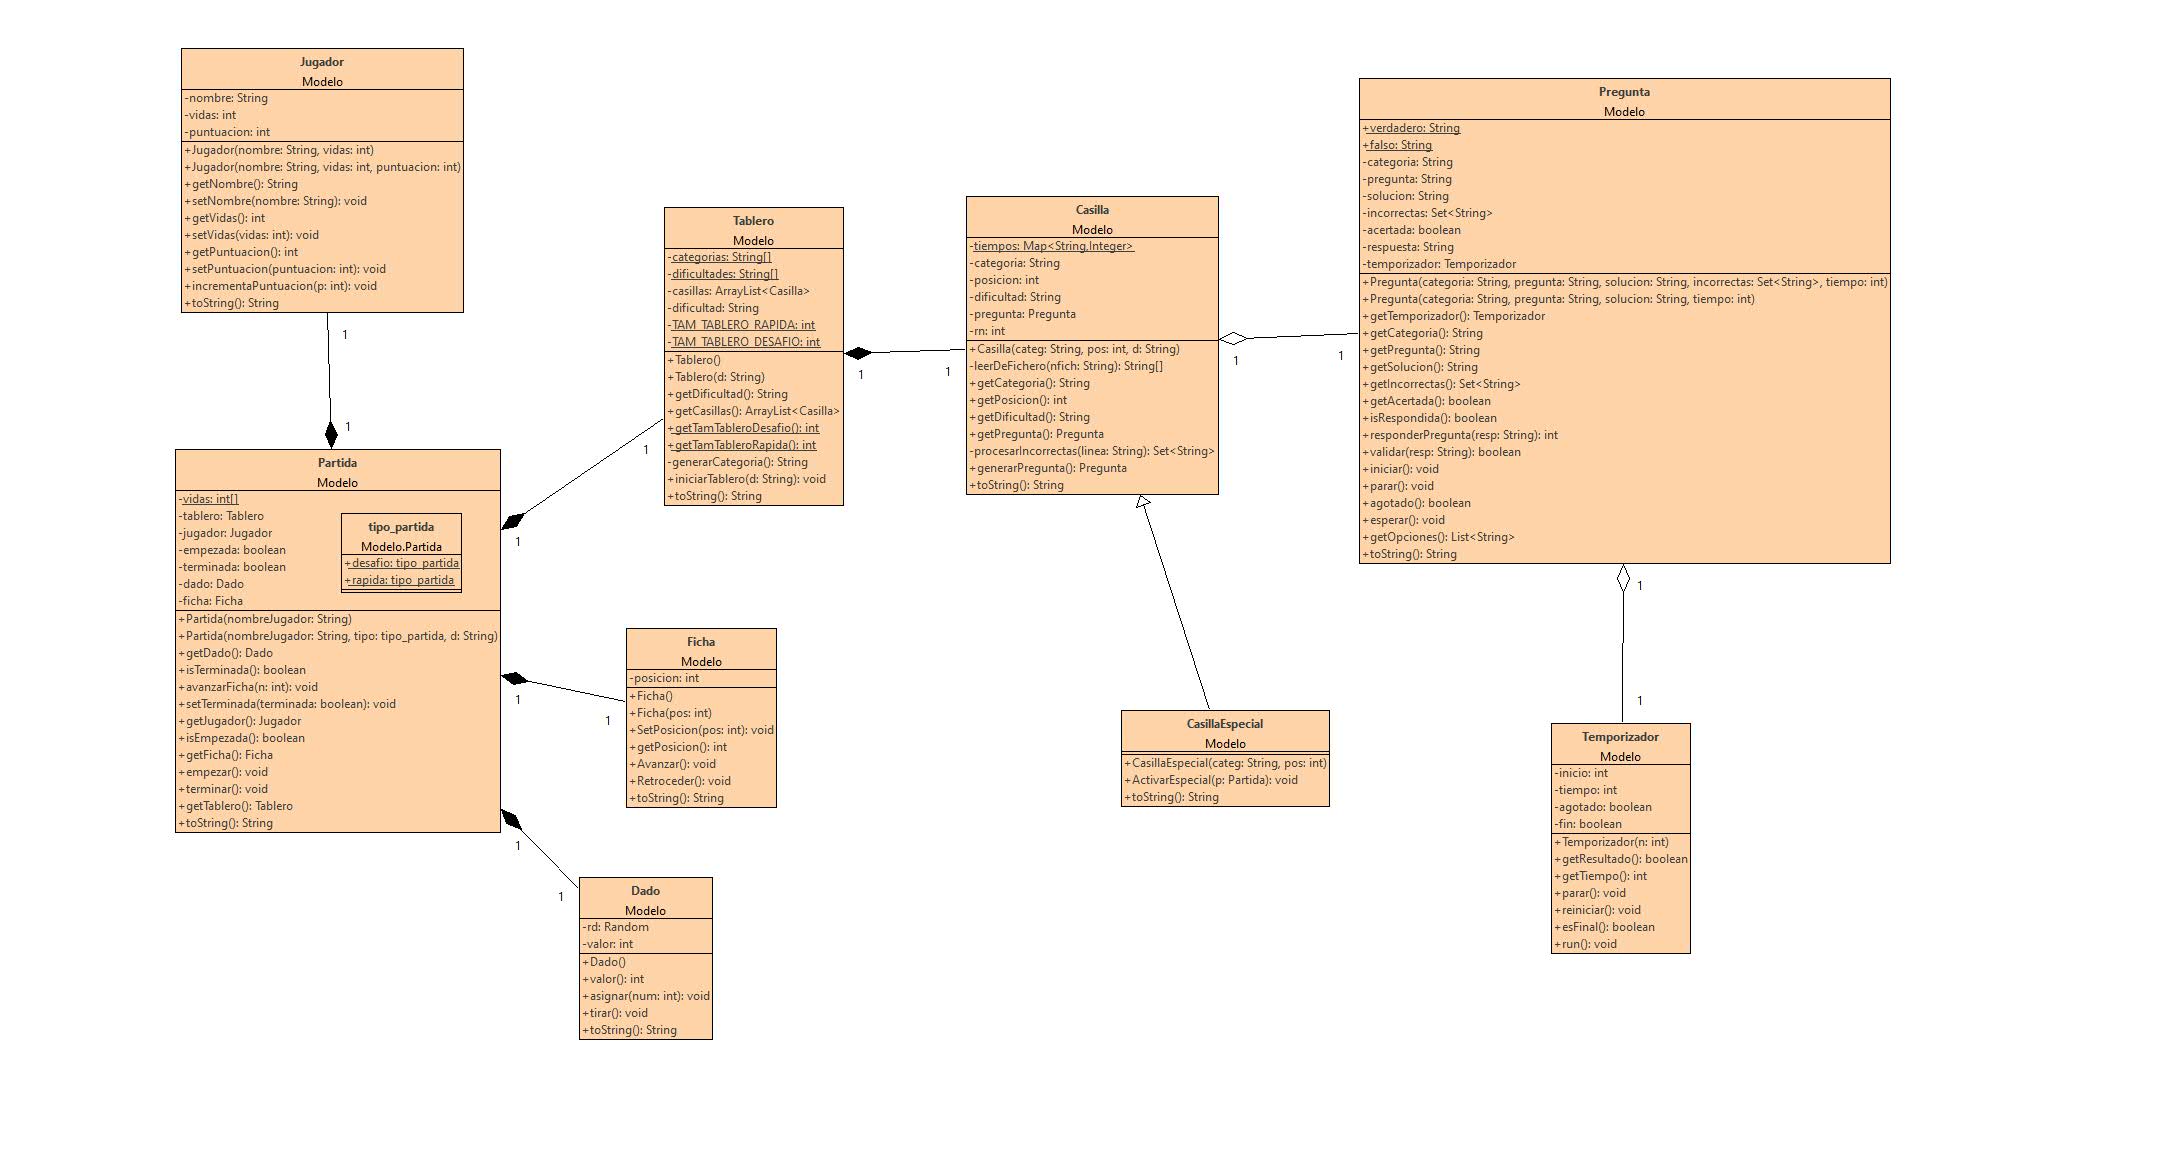 Jugador
Modelo
-nombre: String
-vidas: int
-puntuacion: int
+Jugador(nombre: String, vidas: int)
+Jugador(nombre: String, vidas: int, puntuacion: int)
+getNombre(): String
+setNombre(nombre: String): void
+getVidas(): int
+setVidas(vidas: int): void
+getPuntuacion(): int
+setPuntuacion(puntuacion: int): void
+incrementaPuntuacion(p: int): void
+toString(): String
1
1
Partida
Modelo
-vidas: int[]
-tablero: Tablero
-jugador: Jugador
-empezada: boolean
-terminada: boolean
-dado: Dado
-ficha: Ficha
tipo_partida
Modelo.Partida
+desafio: tipo_partida
+rapida: tipo_partida
+Partida(nombreJugador: String)
+Partida(nombreJugador: String, tipo: tipo_partida, d: String)
+getDado(): Dado
+isTerminada(): boolean
+avanzarFicha(n: int): void
+setTerminada(terminada: boolean): void
+getJugador(): Jugador
+isEmpezada(): boolean
+getFicha(): Ficha
+empezar(): void
+terminar(): void
+getTablero(): Tablero
+toString(): String
1
1
1
1
1
1
Tablero
Modelo
-categorias: String[]
-dificultades: String[]
-casillas: ArrayList<Casilla>
-dificultad: String
-TAM_TABLERO_RAPIDA: int
-TAM_TABLERO_DESAFIO: int
+Tablero()
+Tablero(d: String)
+getDificultad(): String
+getCasillas(): ArrayList<Casilla>
+getTamTableroDesafio(): int
+getTamTableroRapida(): int
-generarCategoria(): String
+iniciarTablero(d: String): void
+toString(): String
Ficha
Modelo
-posicion: int
+Ficha()
+Ficha(pos: int)
+SetPosicion(pos: int): void
+getPosicion(): int
+Avanzar(): void
+Retroceder(): void
+toString(): String
Dado
Modelo
-rd: Random
-valor: int
+Dado()
+valor(): int
+asignar(num: int): void
+tirar(): void
+toString(): String
1
1
Casilla
Modelo
-tiempos: Map<String,Integer>
-categoria: String
-posicion: int
-dificultad: String
-pregunta: Pregunta
-rn: int
+Casilla(categ: String, pos: int, d: String)
-leerDeFichero(nfich: String): String[]
+getCategoria(): String
+getPosicion(): int
+getDificultad(): String
+getPregunta(): Pregunta
-procesarIncorrectas(linea: String): Set<String>
+generarPregunta(): Pregunta
+toString(): String
1
1
CasillaEspecial
Modelo
+CasillaEspecial(categ: String, pos: int)
+ActivarEspecial(p: Partida): void
+toString(): String
Pregunta
Modelo
+verdadero: String
+falso: String
-categoria: String
-pregunta: String
-solucion: String
-incorrectas: Set<String>
-acertada: boolean
-respuesta: String
-temporizador: Temporizador
+Pregunta(categoria: String, pregunta: String, solucion: String, incorrectas: Set<String>, tiempo: int)
+Pregunta(categoria: String, pregunta: String, solucion: String, tiempo: int)
+getTemporizador(): Temporizador
+getCategoria(): String
+getPregunta(): String
+getSolucion(): String
+getIncorrectas(): Set<String>
+getAcertada(): boolean
+isRespondida(): boolean
+responderPregunta(resp: String): int
+validar(resp: String): boolean
+iniciar(): void
+parar(): void
+agotado(): boolean
+esperar(): void
+getOpciones(): List<String>
+toString(): String
1
1
Temporizador
Modelo
-inicio: int
-tiempo: int
-agotado: boolean
-fin: boolean
+Temporizador(n: int)
+getResultado(): boolean
+getTiempo(): int
+parar(): void
+reiniciar(): void
+esFinal(): boolean
+run(): void